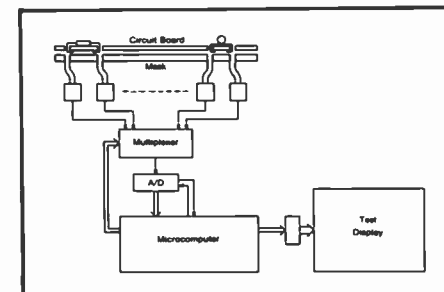 Circuit Board
Mask
Multiplexer
A/D
Microcomputer
Test
Display